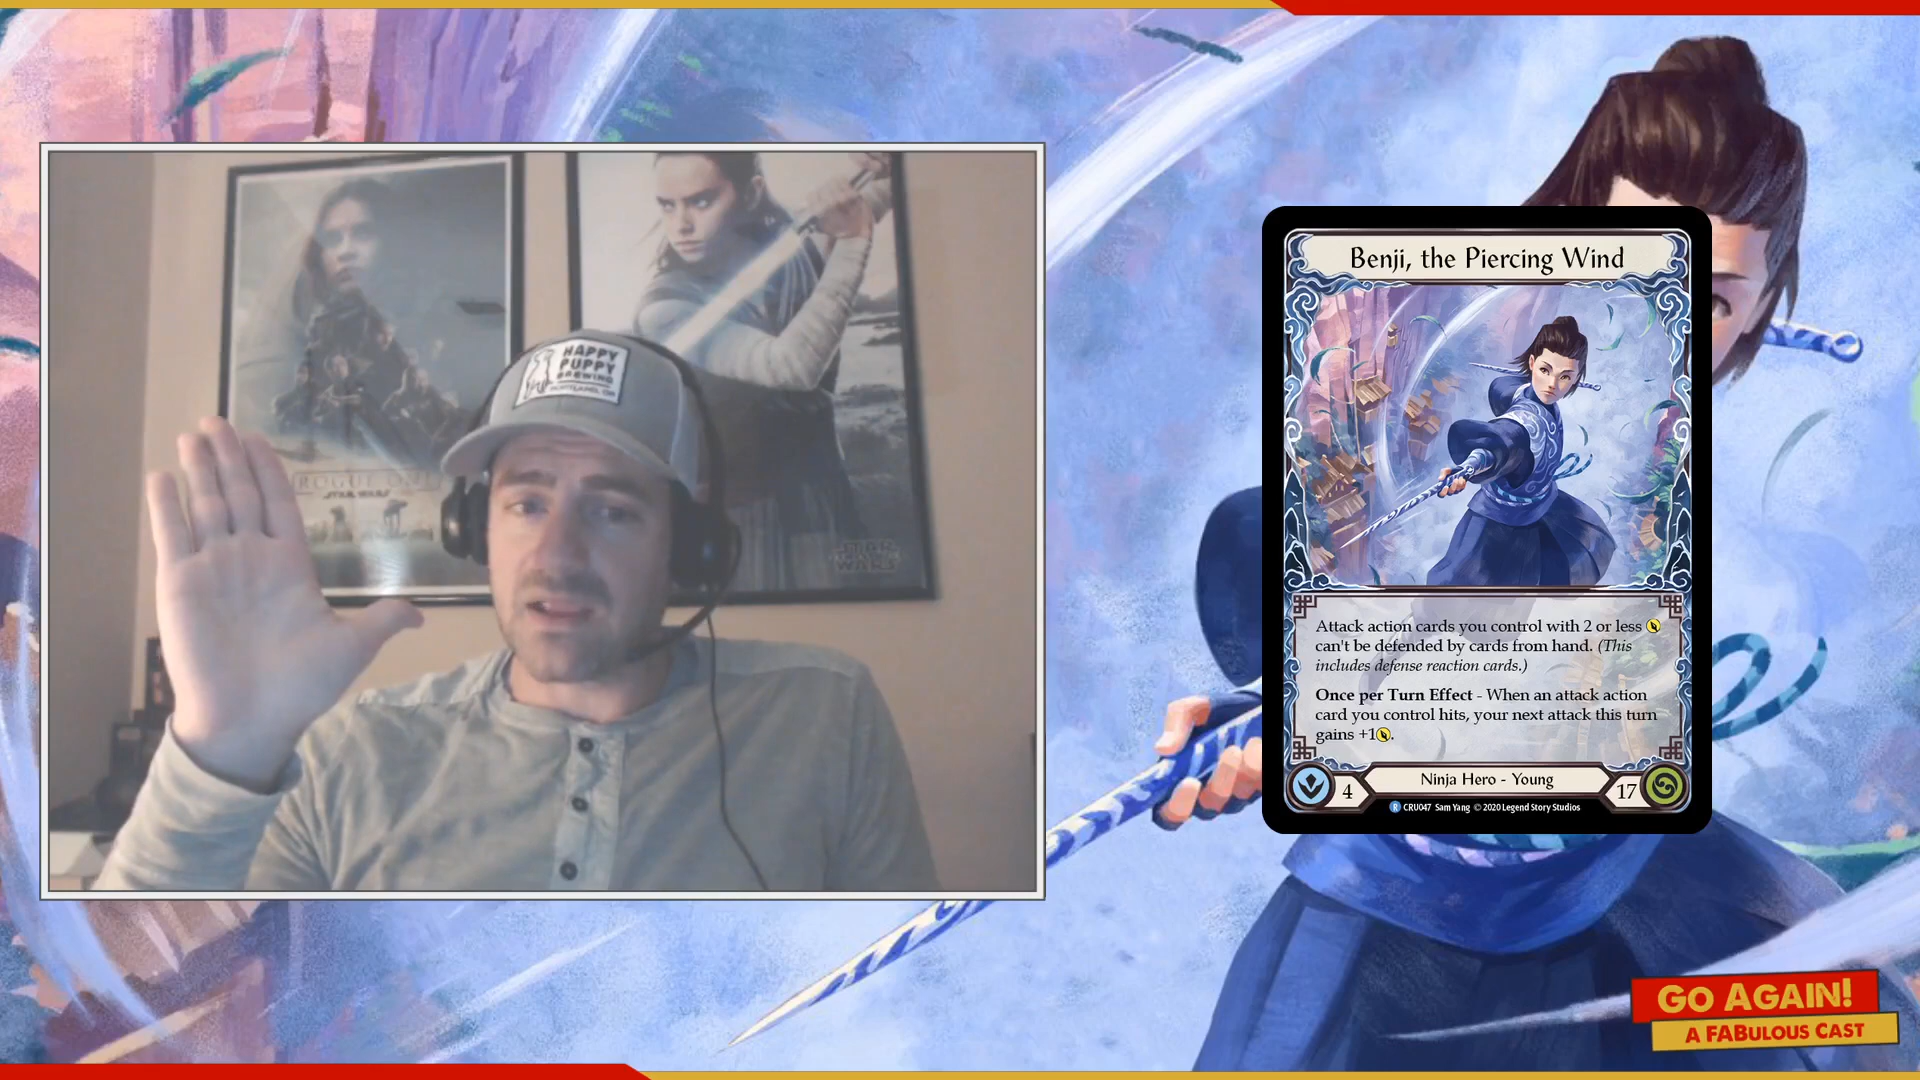 HAPPY
PUPPY
BREWING
ROGUE ONE
STAR WARS
STAR
WARS
Benji, the Piercing Wind
Attack action cards you control with 2 or less
can't be defended by cards from hand. (This
includes defense reaction cards.)
Once per Turn Effect - When an attack action
card you control hits, your next attack this turn
gains +1.
4
Ninja Hero - Young
17
R CRU047 Sam Yang © 2020 Legend Story Studios
GO AGAIN!
A FABULOUS CAST